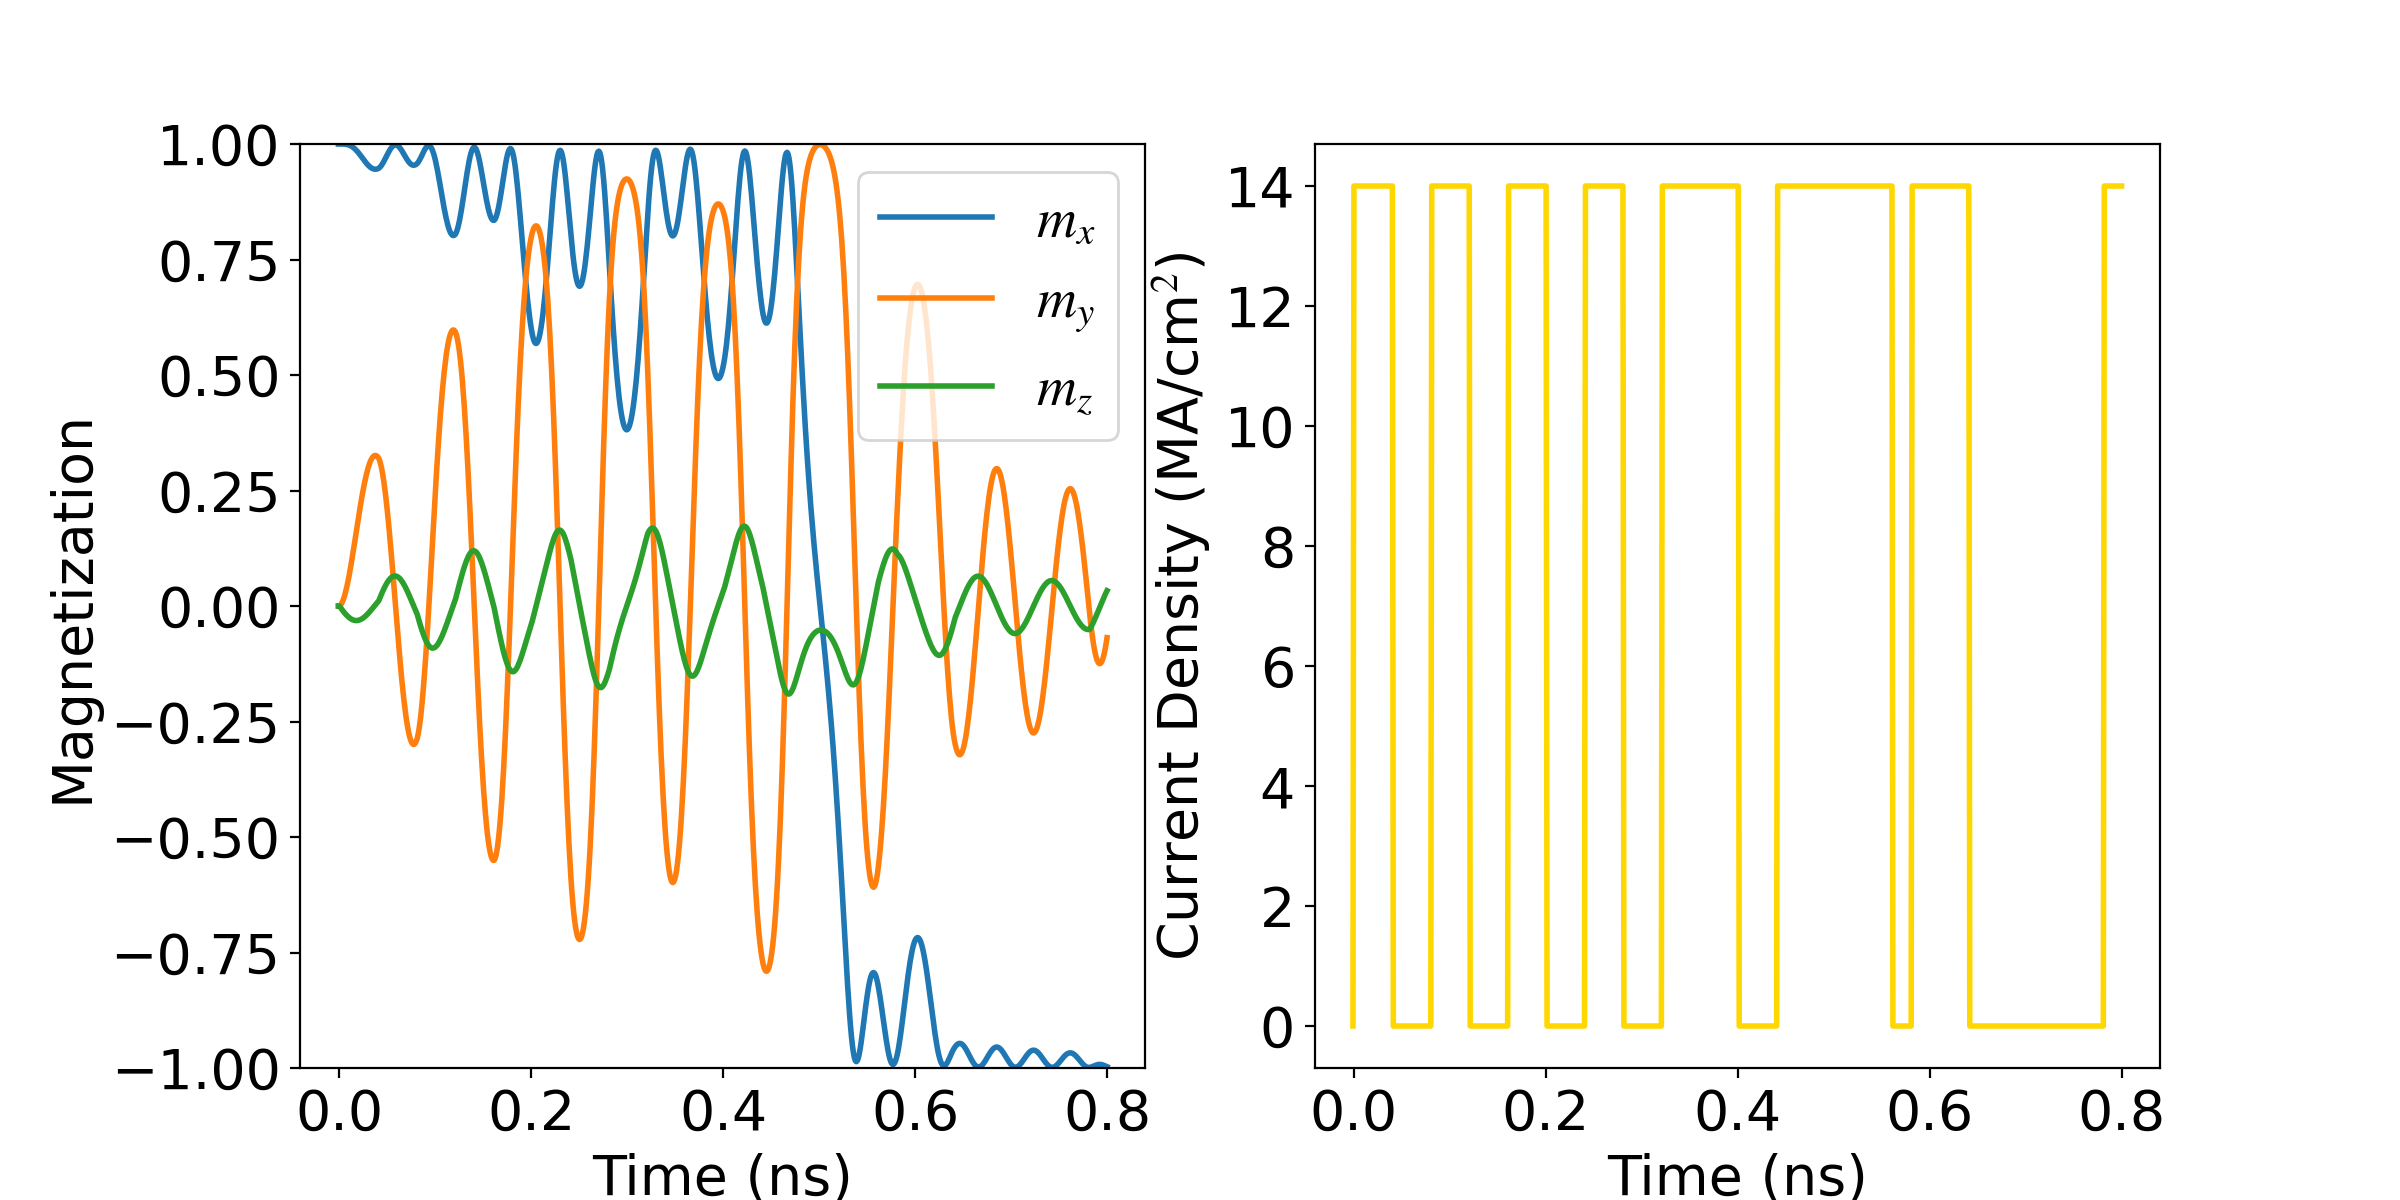 Magnetization
1.00
0.75
0.50
0.25
0.00
−0.25
−0.50
−0.75
−1.00
0.0 0.2 0.4 0.6 0.8
Time (ns)
m_x
m_y
m_z
Current Density (MA/cm²)
14
12
10
8
6
4
2
0
0.0 0.2 0.4 0.6 0.8
Time (ns)